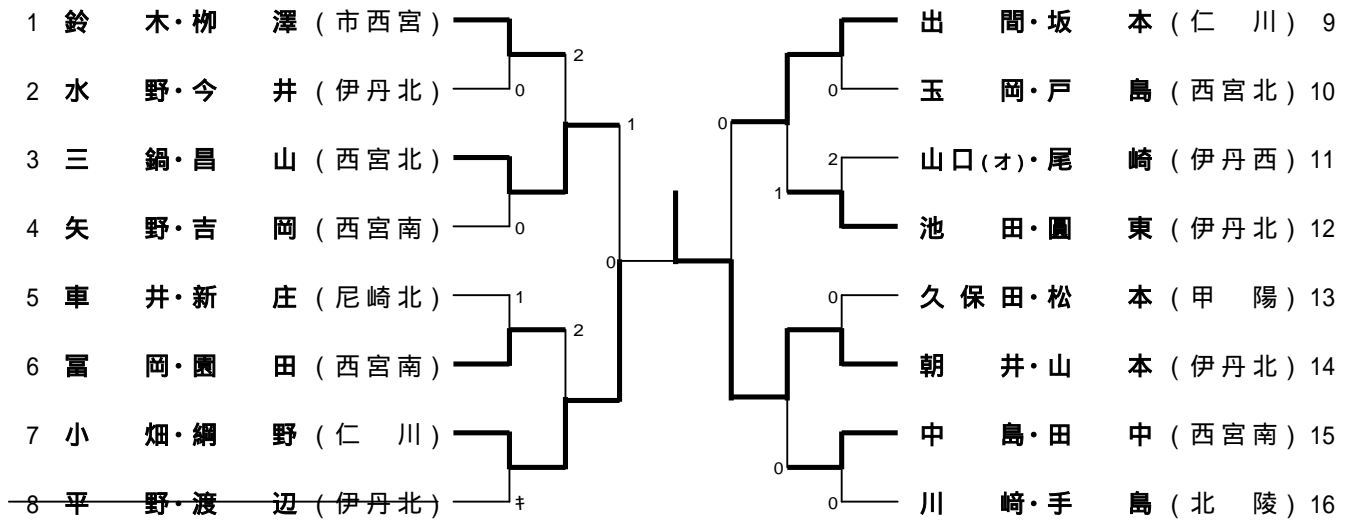 1 鈴 木・栁 澤 (市西宮)
2
2 水 野・今 井 (伊丹北)
0
1
3 三 鍋・昌 山 (西宮北)
4 矢 野・吉 岡 (西宮南)
0
0
5 車 井・新 庄 (尼崎北)
1
2
6 冨 岡・園 田 (西宮南)
7 小 畑・綱 野 (仁 川)
8 平 野・渡 辺 (伊丹北)
キ
出 間・坂 本 (仁 川) 9
0
玉 岡・戸 島 (西宮北) 10
0
2
山口(オ)・尾 崎 (伊丹西) 11
1
池 田・圓 東 (伊丹北) 12
0
久保田・松 本 (甲 陽) 13
朝 井・山 本 (伊丹北) 14
中 島・田 中 (西宮南) 15
0
0
川 﨑・手 島 (北 陵) 16